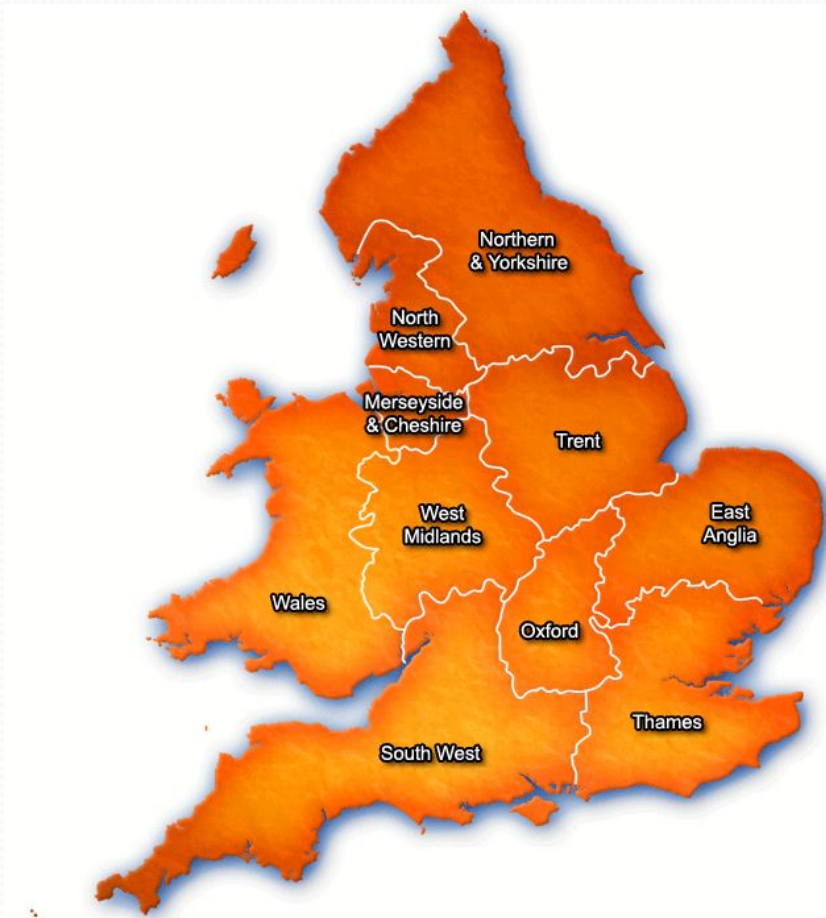 Northern
& Yorkshire
North
Western
Merseyside
& Cheshire
Trent
East
Anglia
West
Midlands
Wales
Oxford
Thames
South West